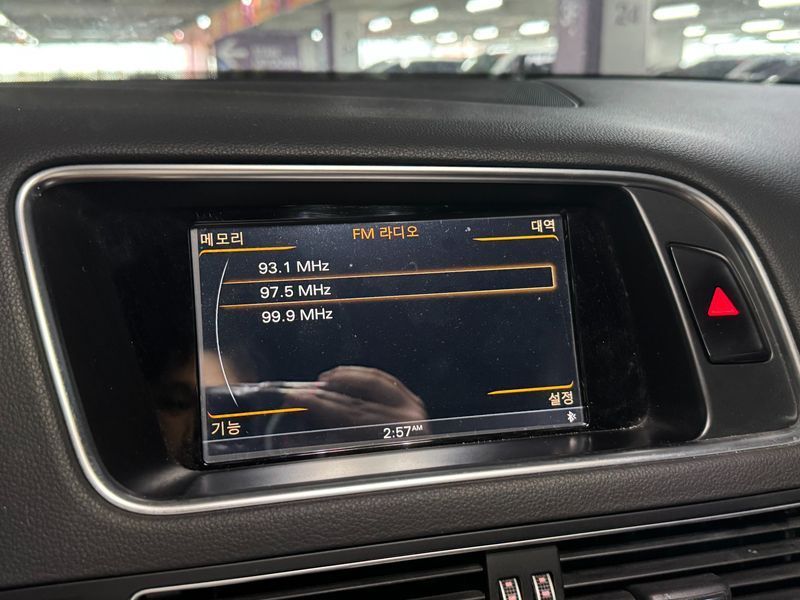 메모리
FM 라디오
대역
93.1 MHz
97.5 MHz
99.9 MHz
설정
기능
2:57AM
24